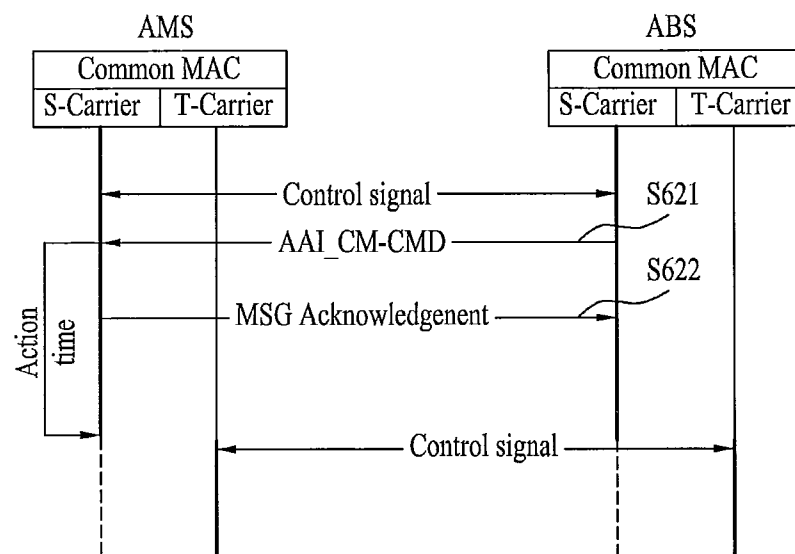 AMS
ABS
Common MAC
Common MAC
S-Carrier
T-Carrier
S-Carrier
T-Carrier
Control signal
S621
AAI_CM-CMD
S622
MSG Acknowledgenent
Action
time
Control signal